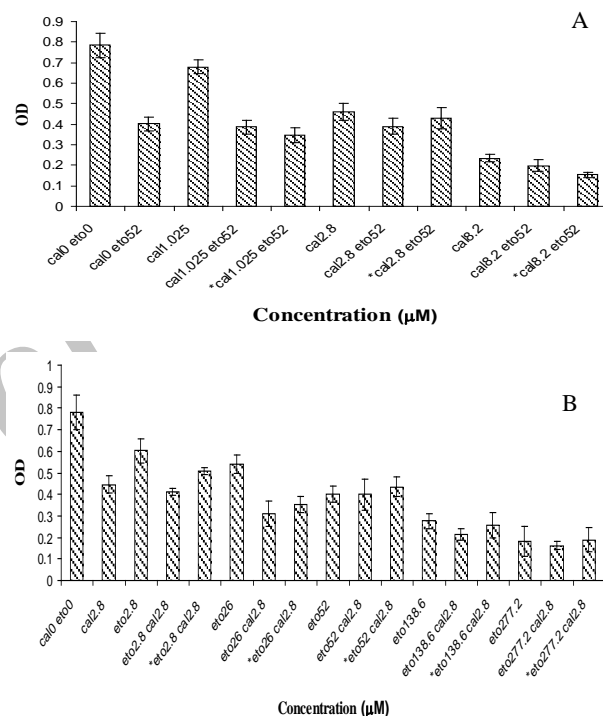 A
0.9
0.8
0.7
0.6
0.5
0.4
0.3
0.2
0.1
0
OD
cal0 eto0
cal0 eto52
cal1.025
cal1.025 eto52
*cal1.025 eto52
cal2.8
cal2.8 eto52
*cal2.8 eto52
cal8.2
cal8.2 eto52
*cal8.2 eto52
Concentration (µM)
B
1
0.9
0.8
0.7
0.6
0.5
0.4
0.3
0.2
0.1
0
OD
cal0 eto0
cal2.8
eto2.8
eto2.8 cal2.8
*eto2.8 cal2.8
eto26
eto26 cal2.8
*eto26 cal2.8
eto52
eto52 cal2.8
*eto52 cal2.8
eto138.6
eto138.6 cal2.8
*eto138.6 cal2.8
eto277.2
eto277.2 cal2.8
*eto277.2 cal2.8
Concentration (µM)